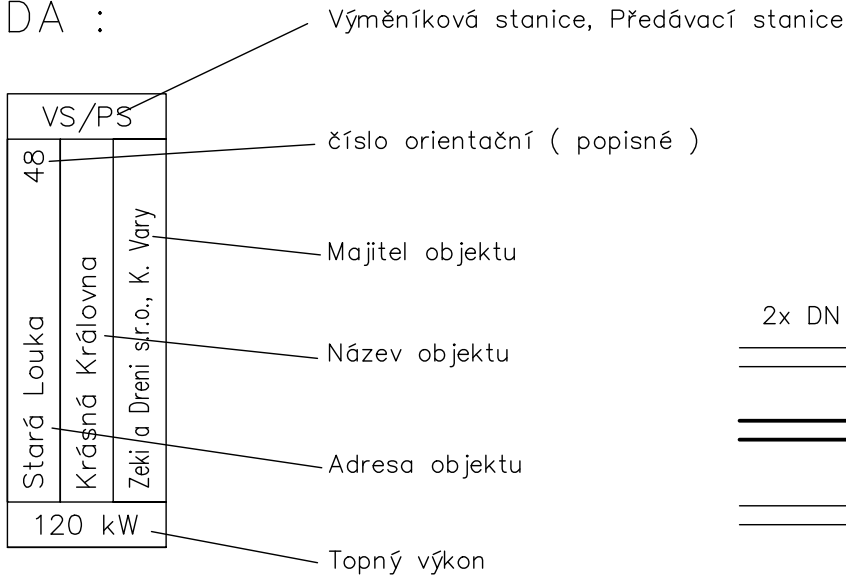 DA :
Výměníková stanice, Předávací stanice
VS/PS
číslo orientační ( popisné )
48
Majitel objektu
Zeki a Dreni s.r.o., K. Vary
Název objektu
Krásná Královna
Adresa objektu
Stará Louka
120 kW
Topný výkon
2x DN